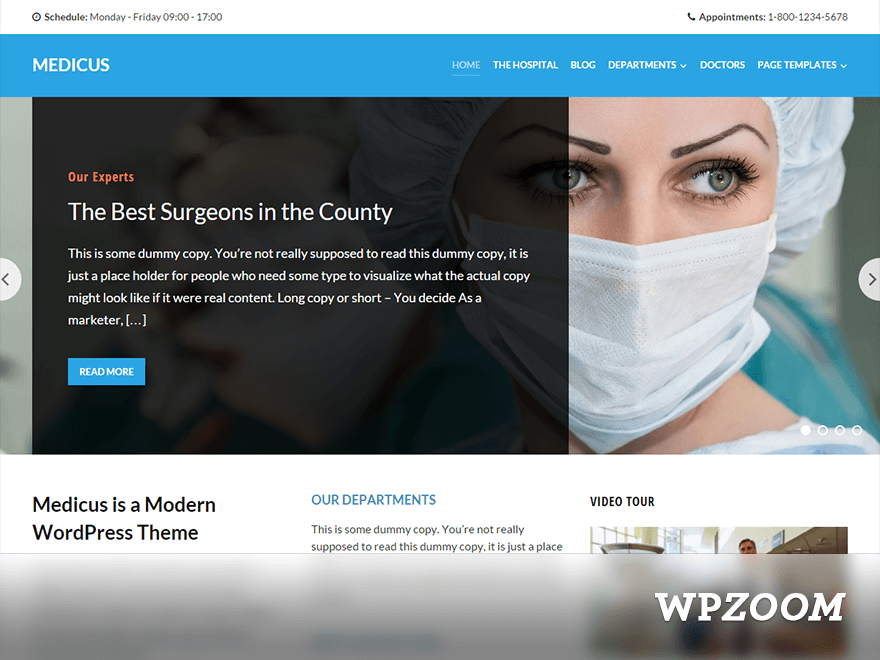 Schedule: Monday - Friday 09:00 - 17:00
Appointments: 1-800-1234-5678
MEDICUS
HOME THE HOSPITAL BLOG DEPARTMENTS DOCTORS PAGE TEMPLATES
Our Experts
The Best Surgeons in the County
This is some dummy copy. You’re not really supposed to read this dummy copy, it is
just a place holder for people who need some type to visualize what the actual copy
might look like if it were real content. Long copy or short – You decide As a
marketer, […]
READ MORE
Medicus is a Modern
WordPress Theme
OUR DEPARTMENTS
This is some dummy copy. You’re not really
supposed to read this dummy copy, it is just a place
VIDEO TOUR
WPZOOM